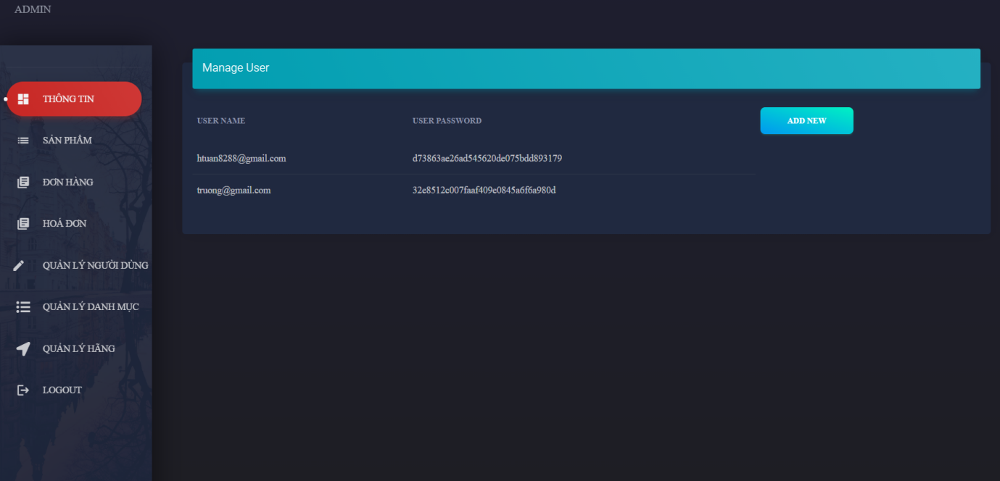 ADMIN
Manage User
THÔNG TIN
SẢN PHẨM
ĐƠN HÀNG
HOÁ ĐƠN
QUẢN LÝ NGƯỜI DÙNG
QUẢN LÝ DANH MỤC
QUẢN LÝ HÃNG
LOGOUT
USER NAME USER PASSWORD ADD NEW
htuan8288@gmail.com d73863ae26ad545620de075bdd893179
truong@gmail.com 32e8512c007faaf409e0845a6f6a980d